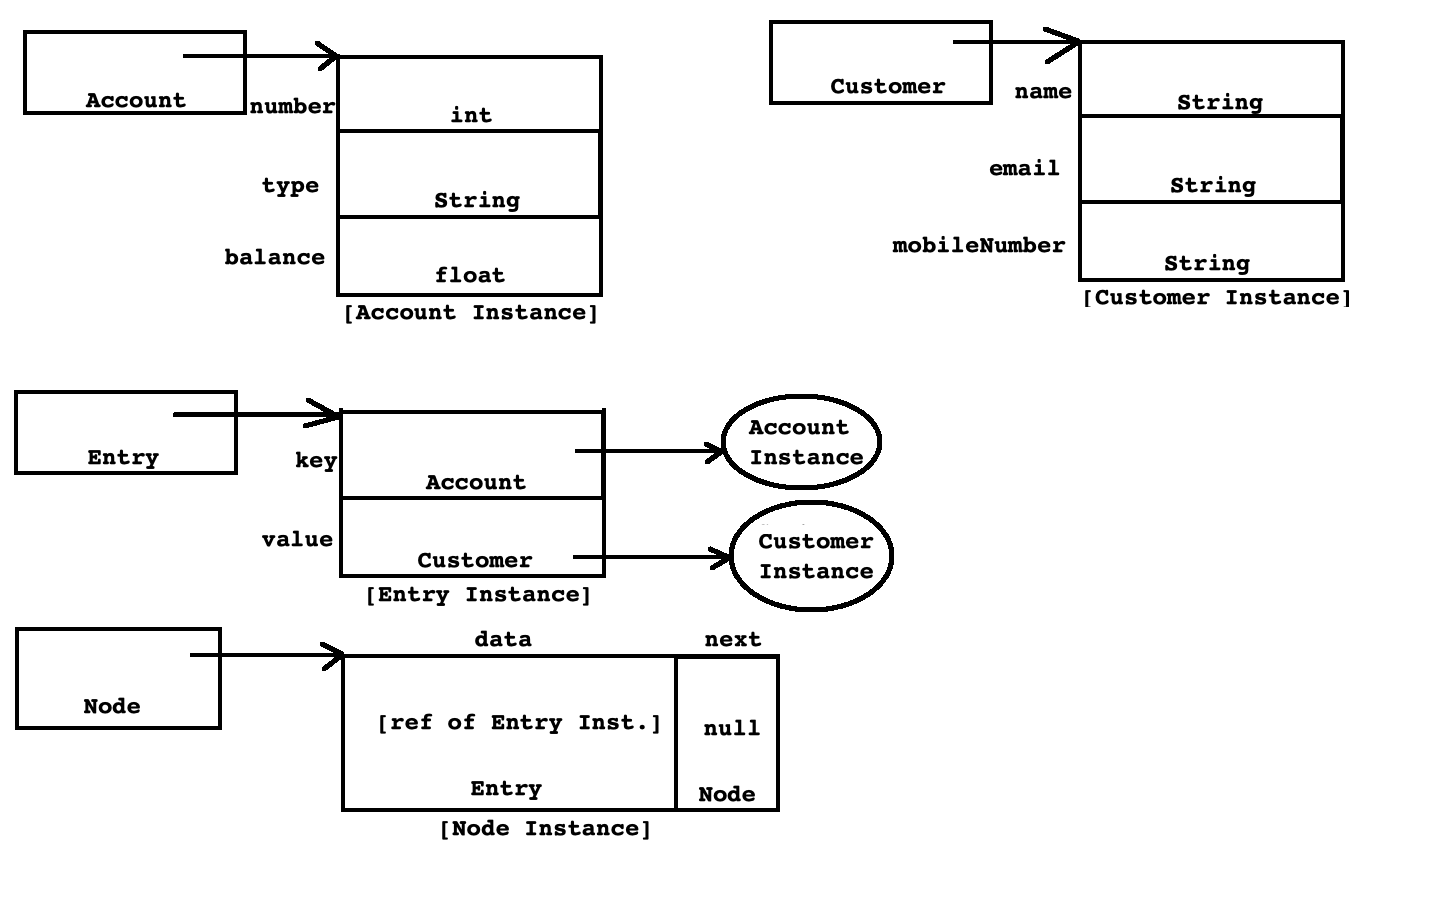 Account
number
int
type
String
balance
float
[Account Instance]
Customer
name
String
email
String
mobileNumber
String
[Customer Instance]
Entry
key
Account
Account
Instance
value
Customer
Customer
Instance
[Entry Instance]
data
next
Node
[ref of Entry Inst.]
null
Entry
Node
[Node Instance]